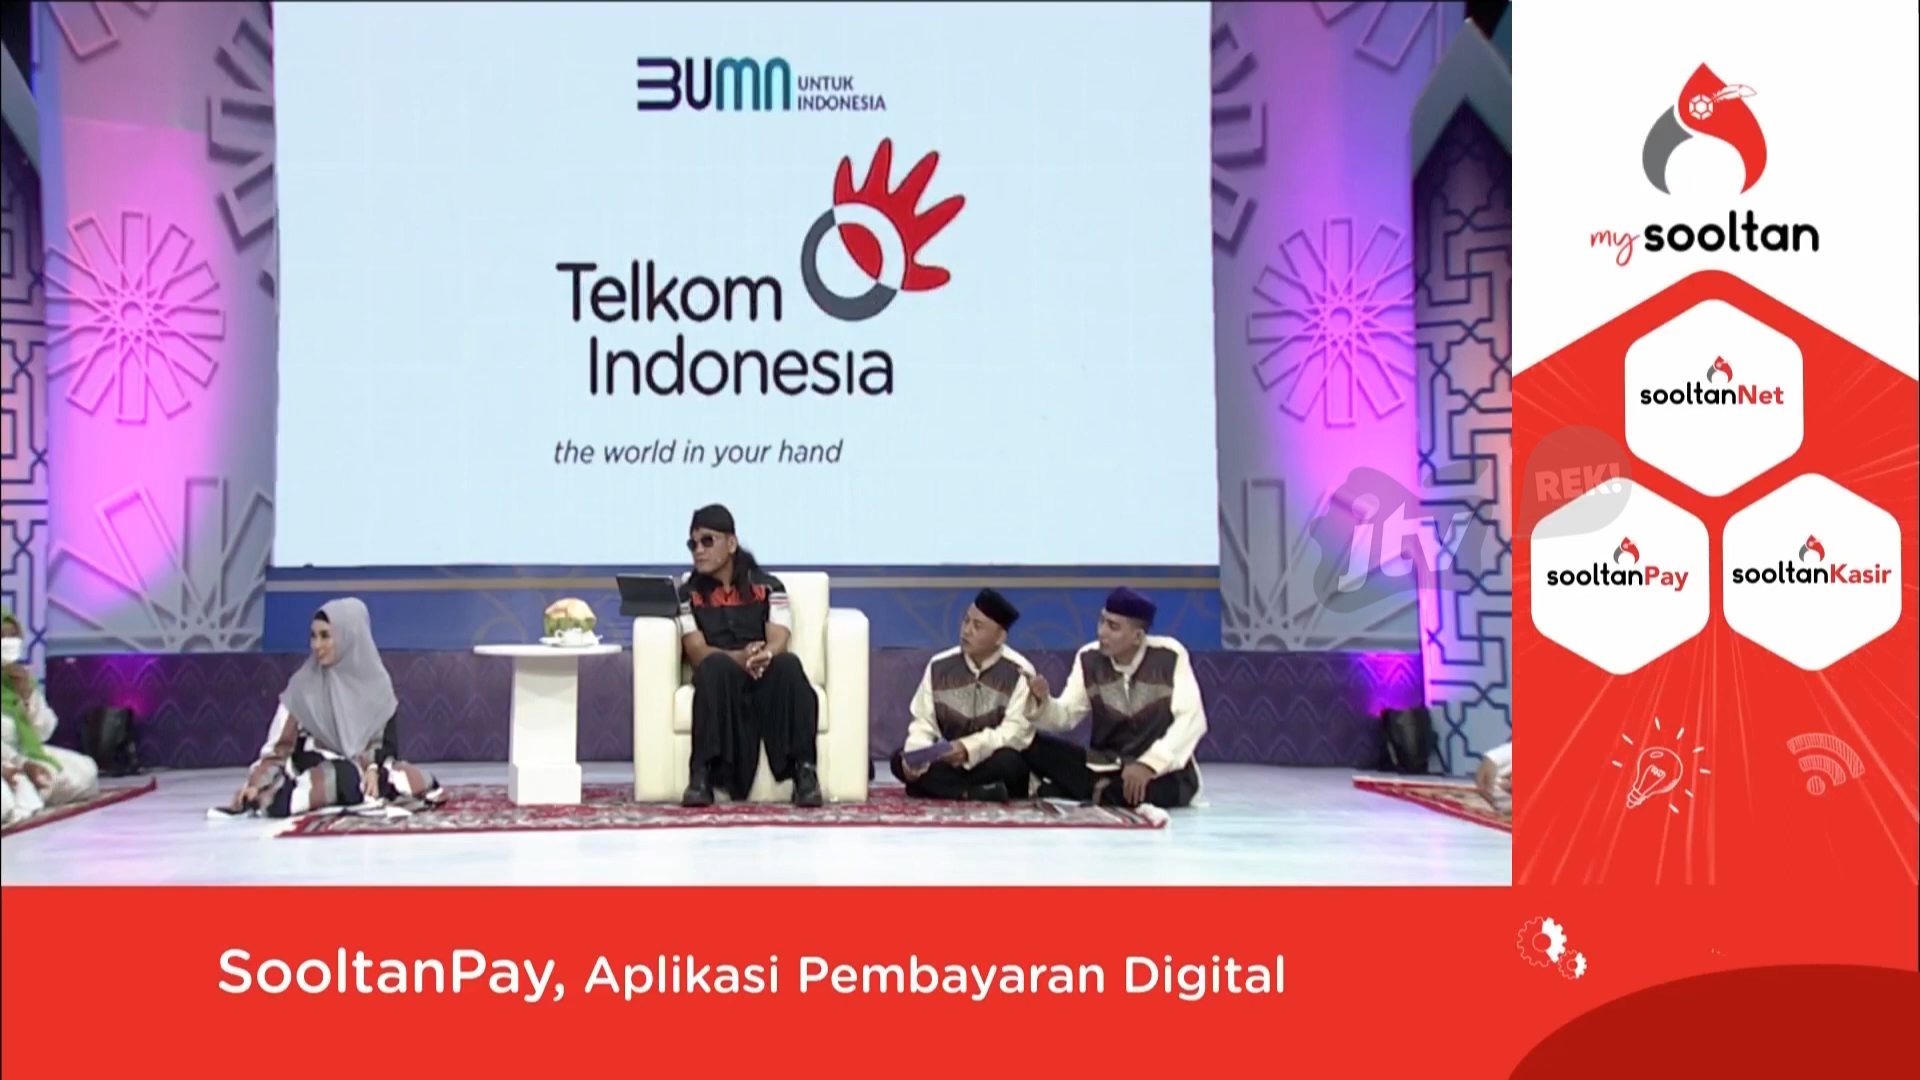 BUMN UNTUK
INDONESIA
Telkom
Indonesia
the world in your hand
my sooltan
sooltanNet
sooltanPay
sooltanKasir
jtv
REK!
SooltanPay, Aplikasi Pembayaran Digital